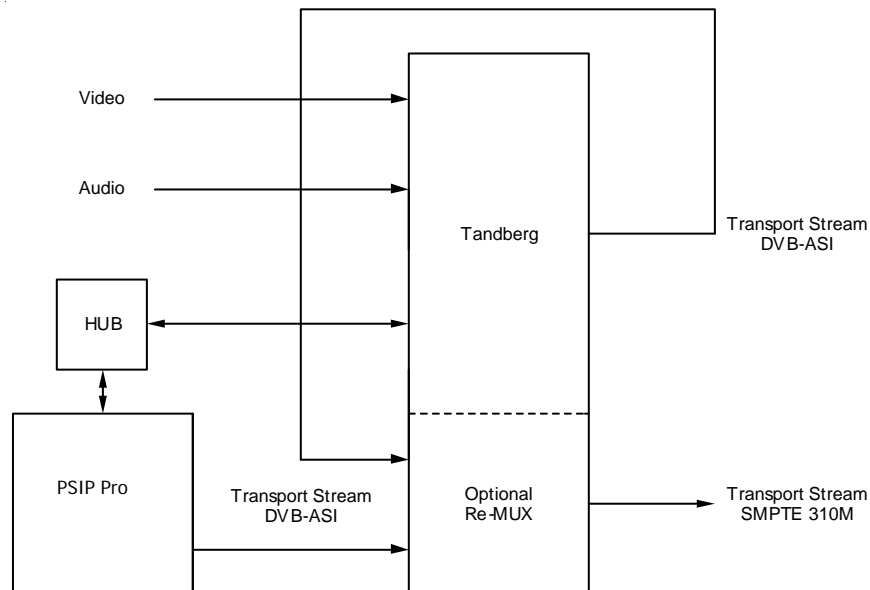 Video
Audio
Tandberg
Transport Stream
DVB-ASI
HUB
PSIP Pro
Transport Stream
DVB-ASI
Optional
Re-MUX
Transport Stream
SMPTE 310M